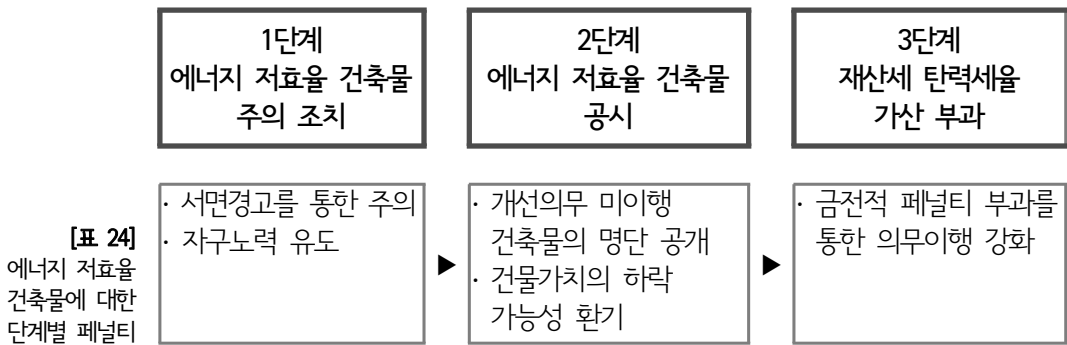 1단계
에너지 저효율 건축물
주의 조치
2단계
에너지 저효율 건축물
공시
3단계
재산세 탄력세율
가산 부과
[표 24]
에너지 저효율
건축물에 대한
단계별 페널티
· 서면경고를 통한 주의
· 자구노력 유도
▶
· 개선의무 미이행
건축물의 명단 공개
· 건물가치의 하락
가능성 환기
▶
· 금전적 페널티 부과를
통한 의무이행 강화